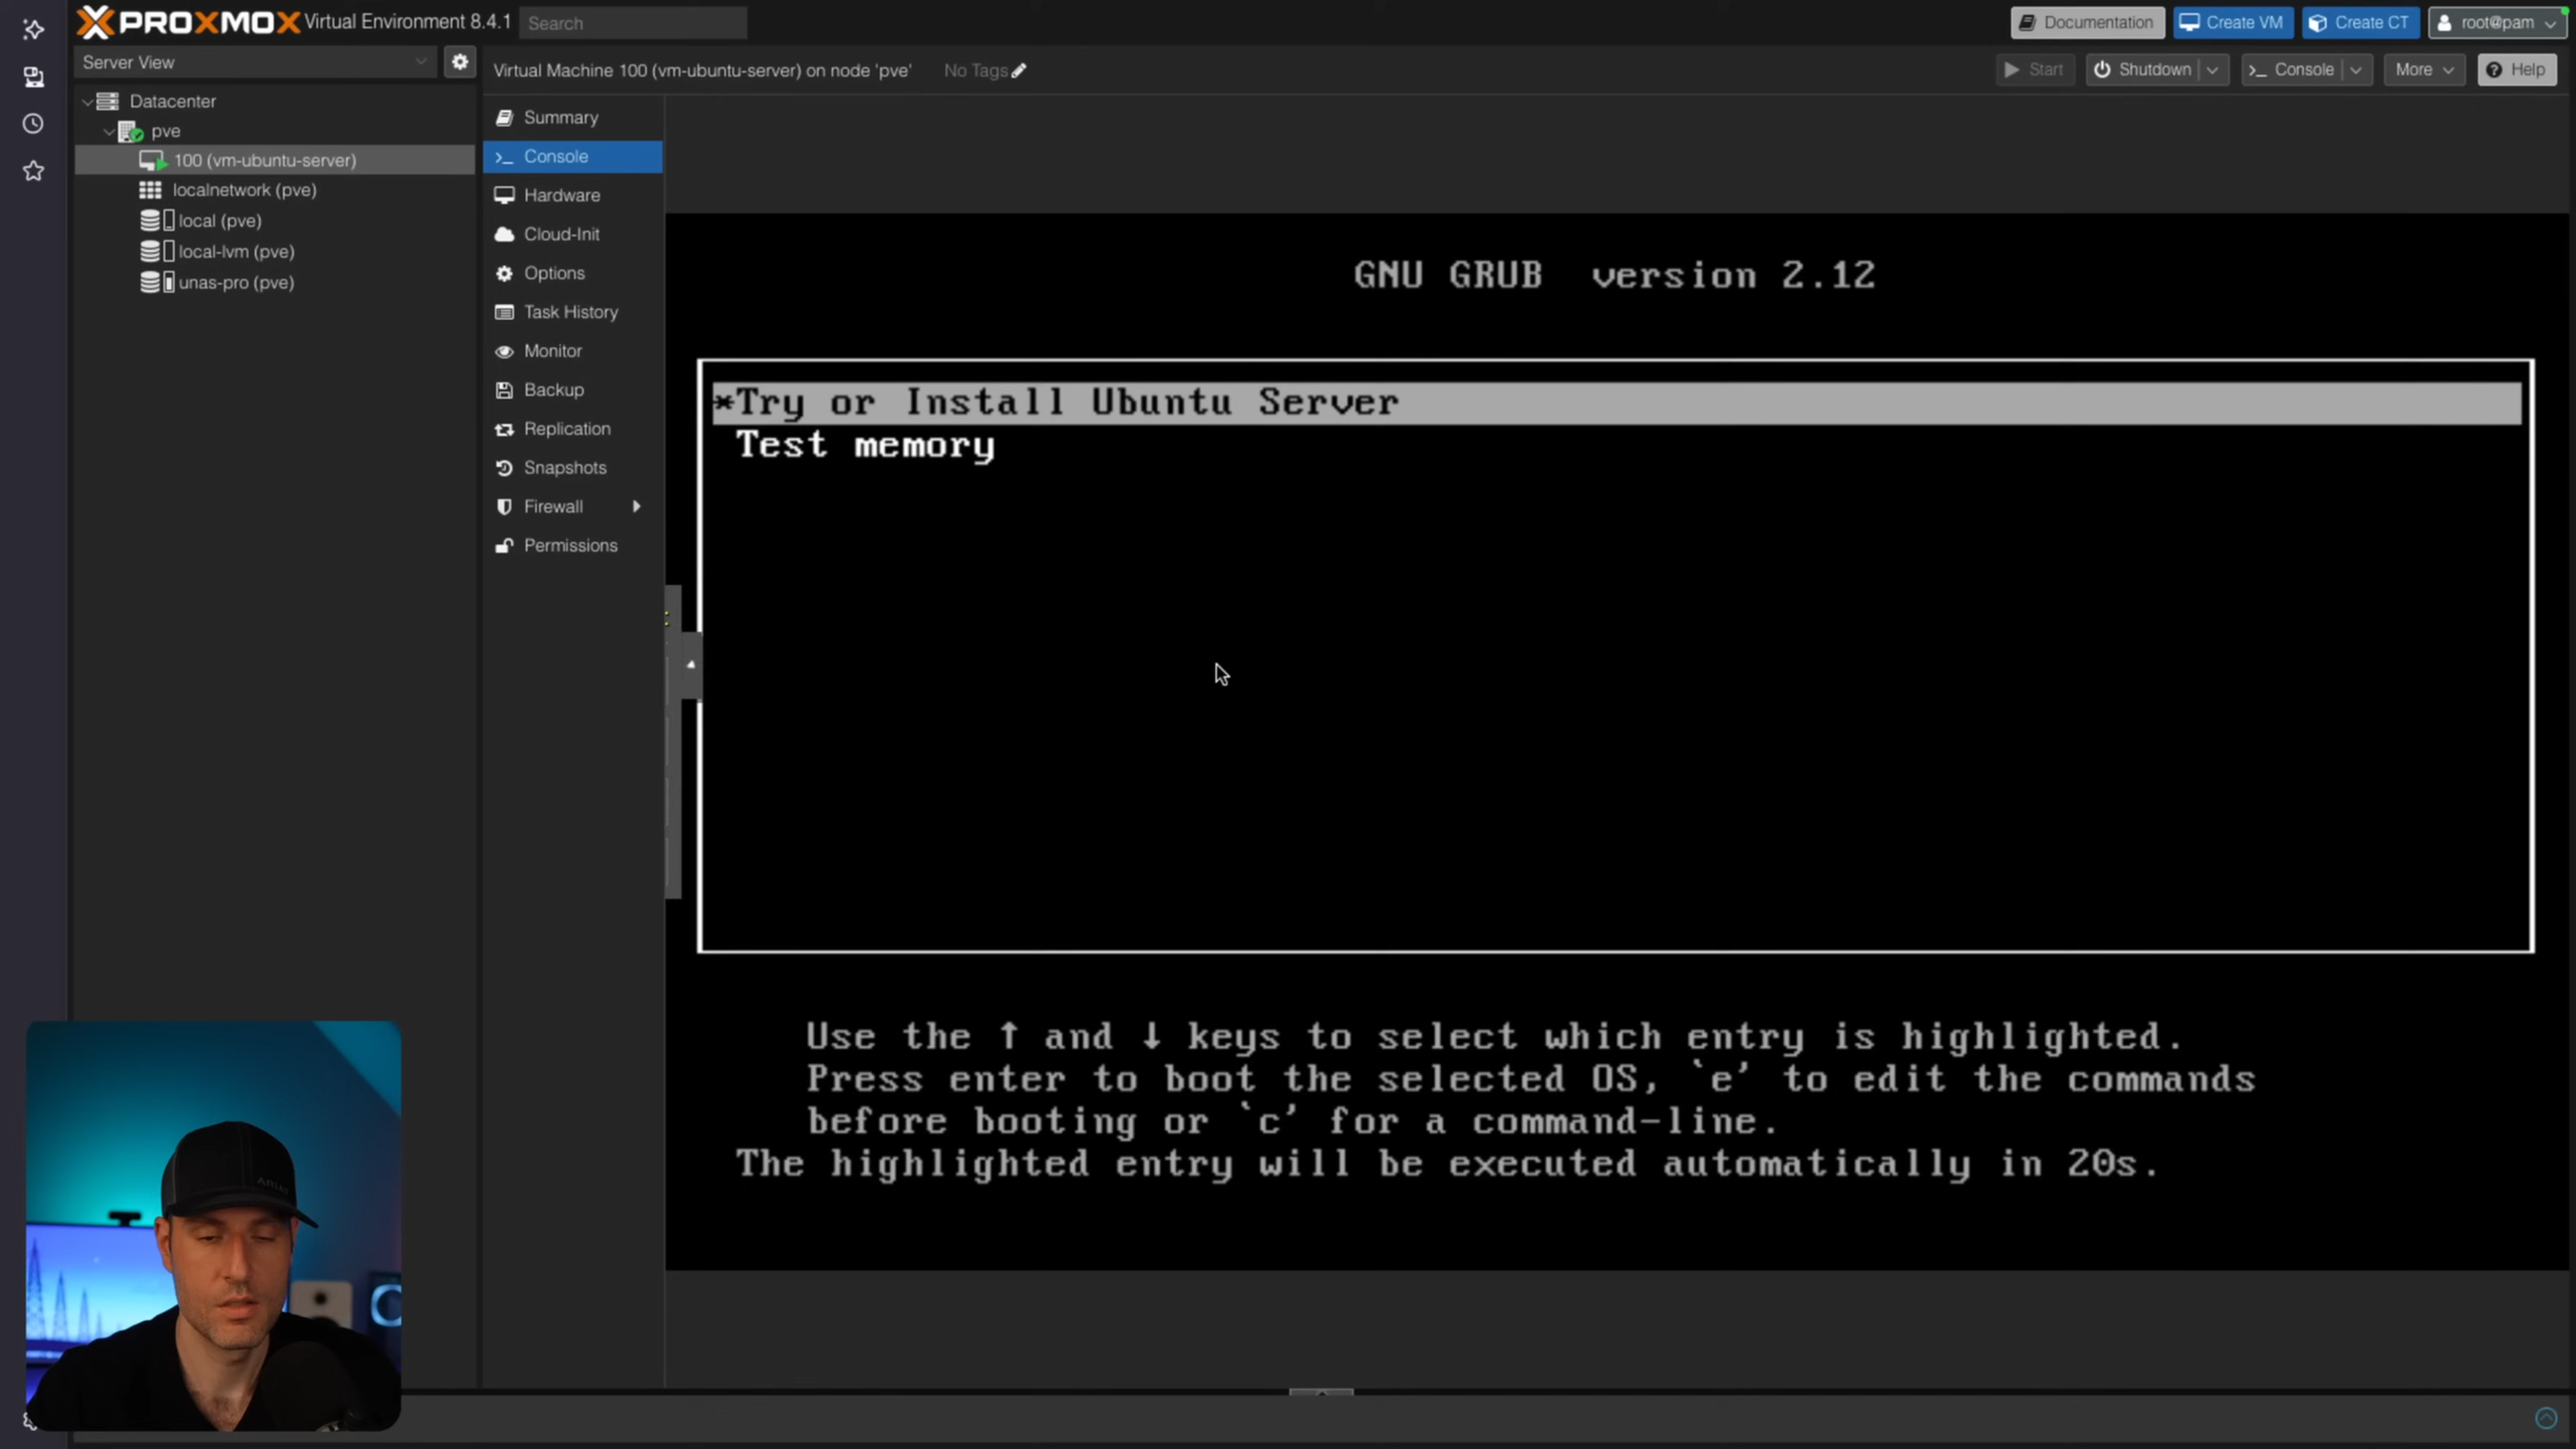 PROXMOX Virtual Environment 8.4.1 Search
Documentation Create VM Create CT root@pam
Server View
Virtual Machine 100 (vm-ubuntu-server) on node 'pve' No Tags
Start Shutdown Console More Help
Datacenter
pve
100 (vm-ubuntu-server)
localnetwork (pve)
local (pve)
local-lvm (pve)
unas-pro (pve)
Summary
Console
Hardware
Cloud-Init
Options
Task History
Monitor
Backup
Replication
Snapshots
Firewall
Permissions
GNU GRUB version 2.12
*Try or Install Ubuntu Server
Test memory
Use the ↑ and ↓ keys to select which entry is highlighted.
Press enter to boot the selected OS, `e' to edit the commands
before booting or `c' for a command-line.
The highlighted entry will be executed automatically in 20s.